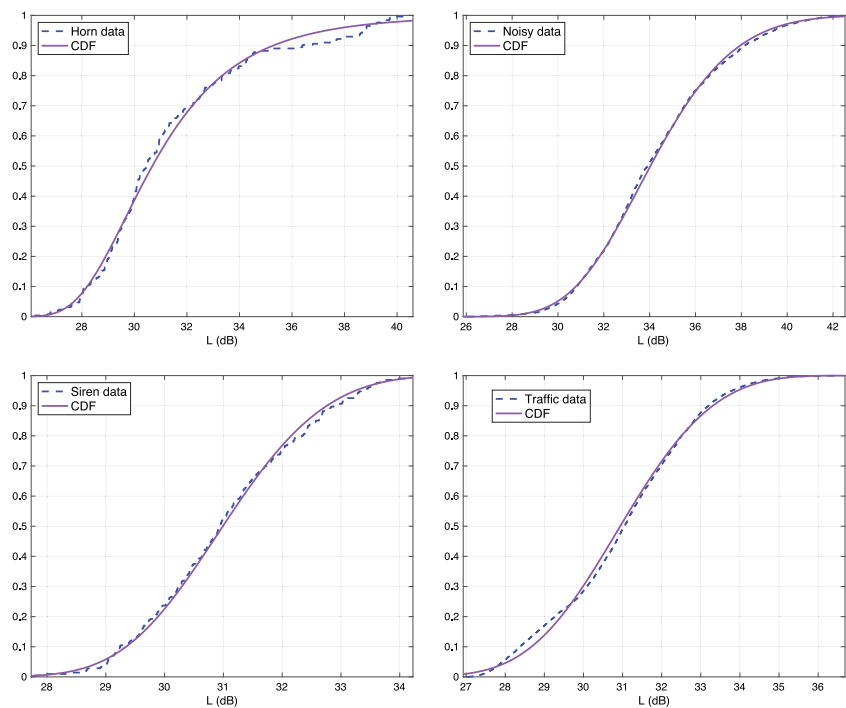 1
0.9
0.8
0.7
0.6
0.5
0.4
0.3
0.2
0.1
0
Horn data
CDF
28 30 32 34 36 38 40
L (dB)
1
0.9
0.8
0.7
0.6
0.5
0.4
0.3
0.2
0.1
0
Noisy data
CDF
26 28 30 32 34 36 38 40 42
L (dB)
1
0.9
0.8
0.7
0.6
0.5
0.4
0.3
0.2
0.1
0
Siren data
CDF
28 29 30 31 32 33 34
L (dB)
1
0.9
0.8
0.7
0.6
0.5
0.4
0.3
0.2
0.1
0
Traffic data
CDF
27 28 29 30 31 32 33 34 35 36
L (dB)